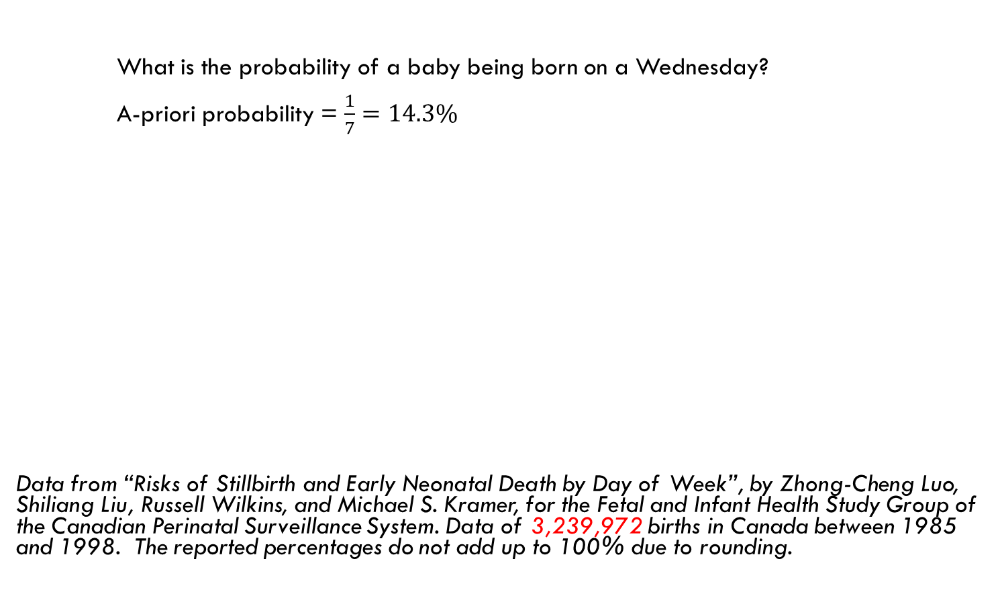 What is the probability of a baby being born on a Wednesday?
A-priori probability = 1/7 = 14.3%
Data from “Risks of Stillbirth and Early Neonatal Death by Day of Week”, by Zhong-Cheng Luo,
Shiliang Liu, Russell Wilkins, and Michael S. Kramer, for the Fetal and Infant Health Study Group of
the Canadian Perinatal Surveillance System. Data of 3,239,972 births in Canada between 1985
and 1998. The reported percentages do not add up to 100% due to rounding.